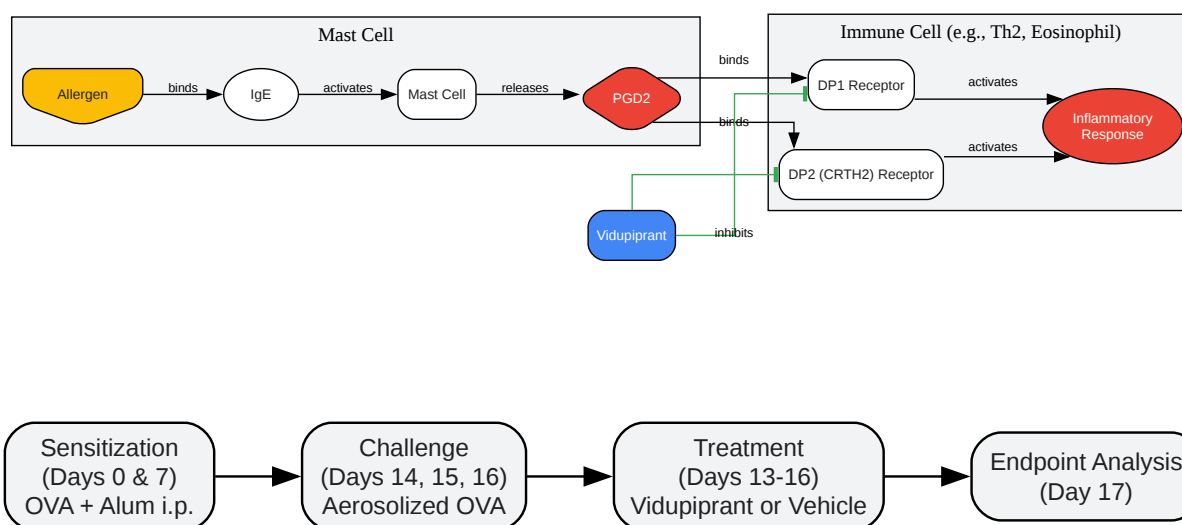 Mast Cell
Immune Cell (e.g., Th2, Eosinophil)
Allergen
binds
IgE
activates
Mast Cell
releases
PGD2
binds
binds
DP1 Receptor
activates
DP2 (CRTH2) Receptor
activates
Inflammatory
Response
Vidupiprant
inhibits
Sensitization
(Days 0 & 7)
OVA + Alum i.p.
Challenge
(Days 14, 15, 16)
Aerosolized OVA
Treatment
(Days 13-16)
Vidupiprant or Vehicle
Endpoint Analysis
(Day 17)